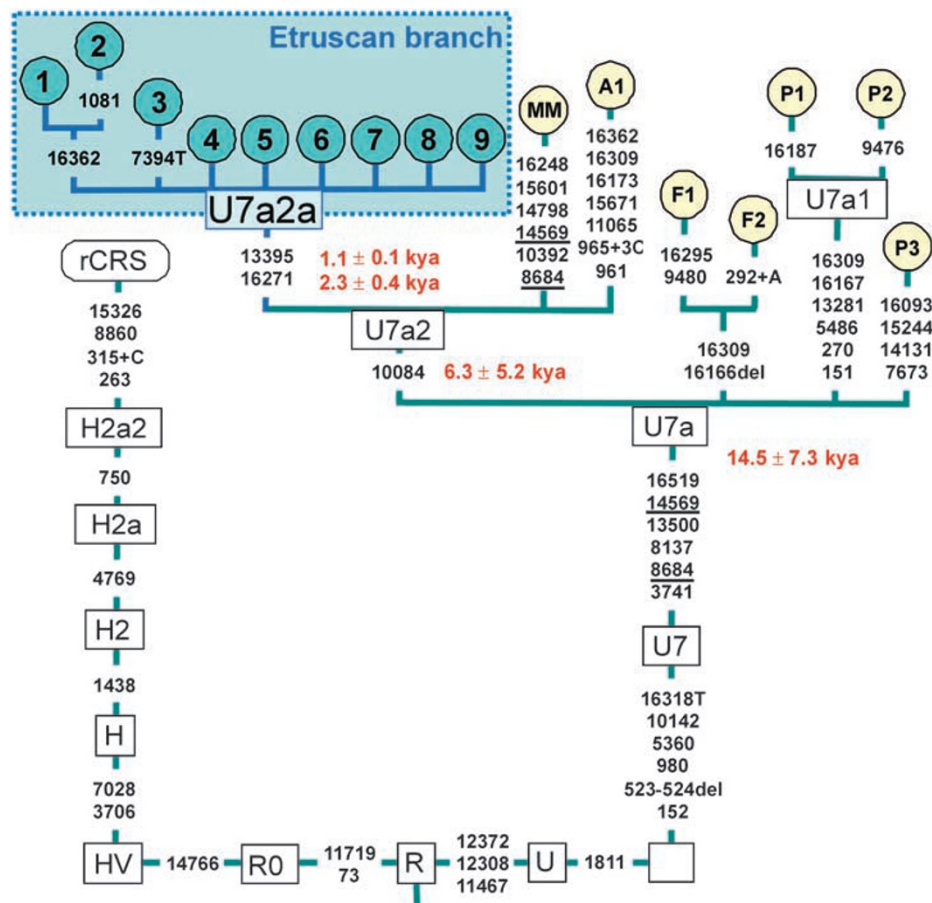 Etruscan branch
1
2
1081
3
16362
7394T
4
5
6
7
8
9
U7a2a
13395
16271
1.1 ± 0.1 kya
2.3 ± 0.4 kya
MM
16248
15601
14798
14569
10392
8684
A1
16362
16309
16173
15671
11065
965+3C
961
U7a2
10084
6.3 ± 5.2 kya
F1
16295
9480
F2
292+A
16309
16166del
P1
16187
P2
9476
U7a1
16309
16167
13281
5486
270
151
P3
16093
15244
14131
7673
U7a
14.5 ± 7.3 kya
16519
14569
13500
8137
8684
3741
U7
16318T
10142
5360
980
523-524del
152
rCRS
15326
8860
315+C
263
H2a2
750
H2a
4769
H2
1438
H
7028
3706
HV
14766
R0
11719
73
R
12372
12308
11467
U
1811